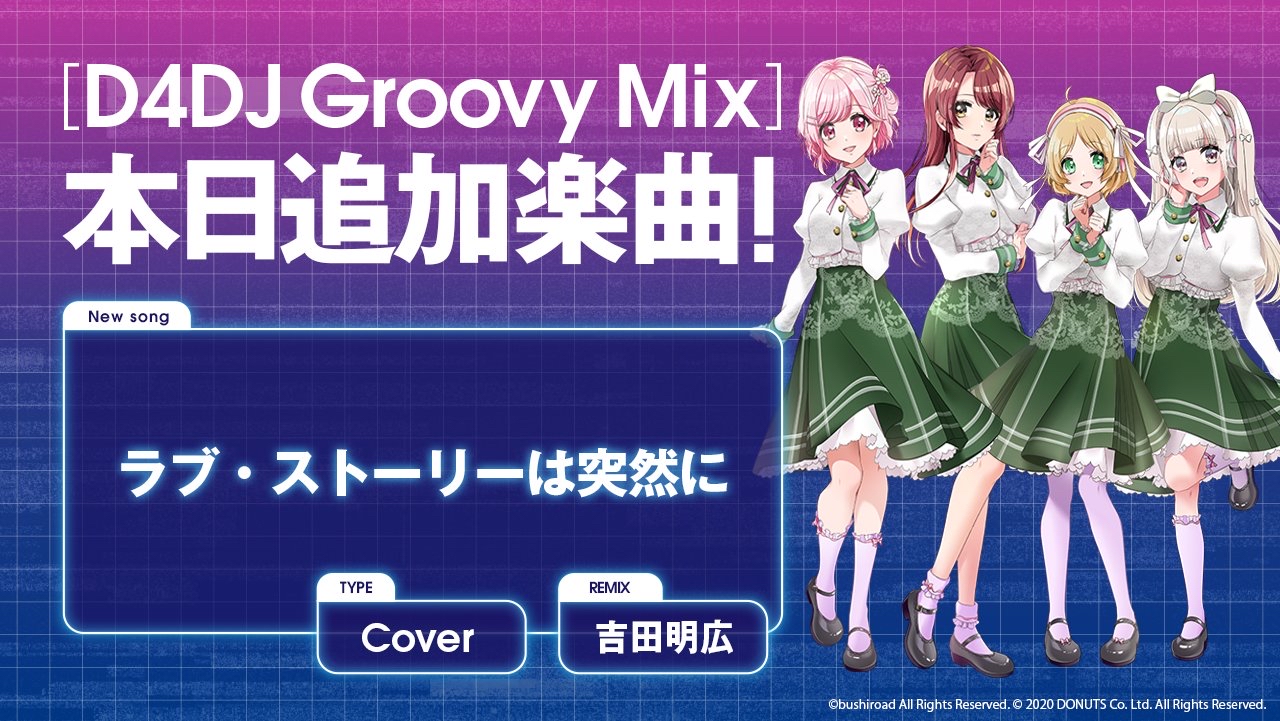 [D4DJ Groovy Mix]
本日追加楽曲!
New song
ラブ・ストーリーは突然に
TYPE
Cover
REMIX
吉田明広
©bushiroad All Rights Reserved. © 2020 DONUTS Co. Ltd. All Rights Reserved.